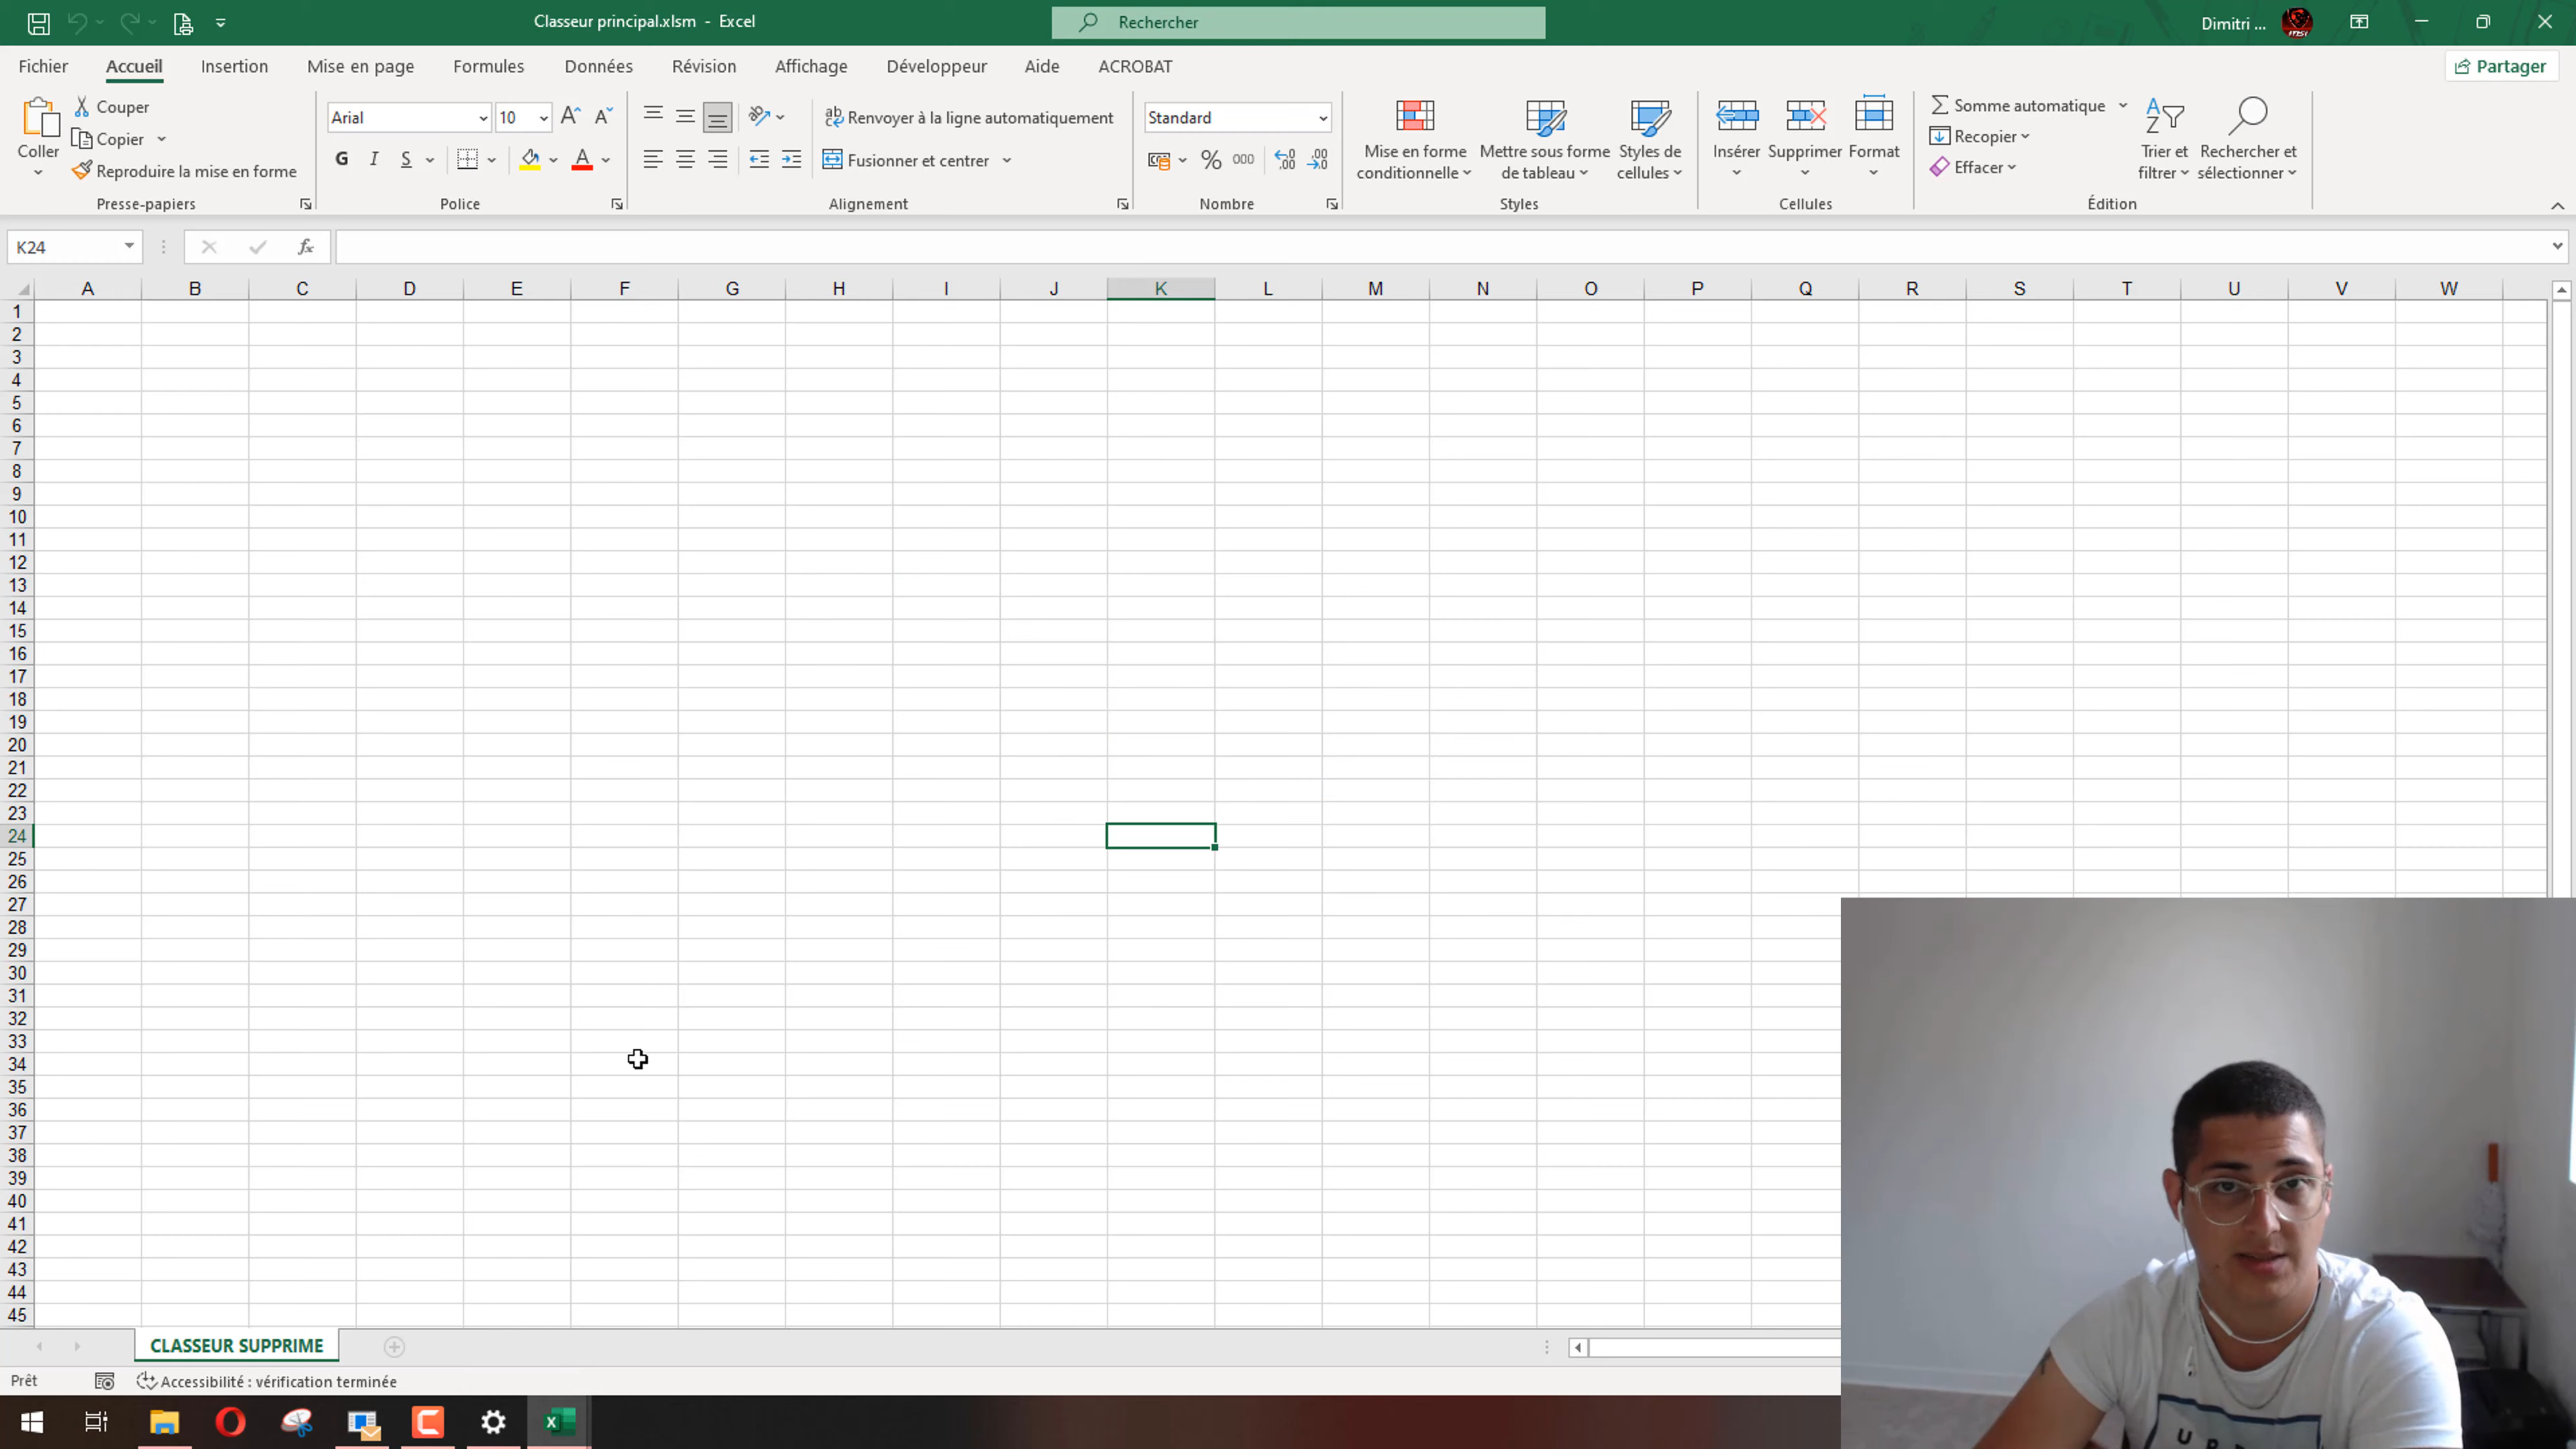 Classeur principal.xlsm - Excel
Rechercher
Dimitri ...
Fichier Accueil Insertion Mise en page Formules Données Révision Affichage Développeur Aide ACROBAT Partager
Coller
Couper
Copier
Reproduire la mise en forme
Presse-papiers
Arial 10
G I S A
Police
Renvoyer à la ligne automatiquement
Fusionner et centrer
Alignement
Standard
% 000
Nombre
Mise en forme conditionnelle
Mettre sous forme de tableau
Styles de cellules
Styles
Insérer Supprimer Format
Cellules
Somme automatique
Recopier
Effacer
Trier et filtrer
Rechercher et sélectionner
Édition
K24 fx
A B C D E F G H I J K L M N O P Q R S T U V W
1
2
3
4
5
6
7
8
9
10
11
12
13
14
15
16
17
18
19
20
21
22
23
24
25
26
27
28
29
30
31
32
33
34
35
36
37
38
39
40
41
42
43
44
45
CLASSEUR SUPPRIME
Prêt Accessibilité : vérification terminée